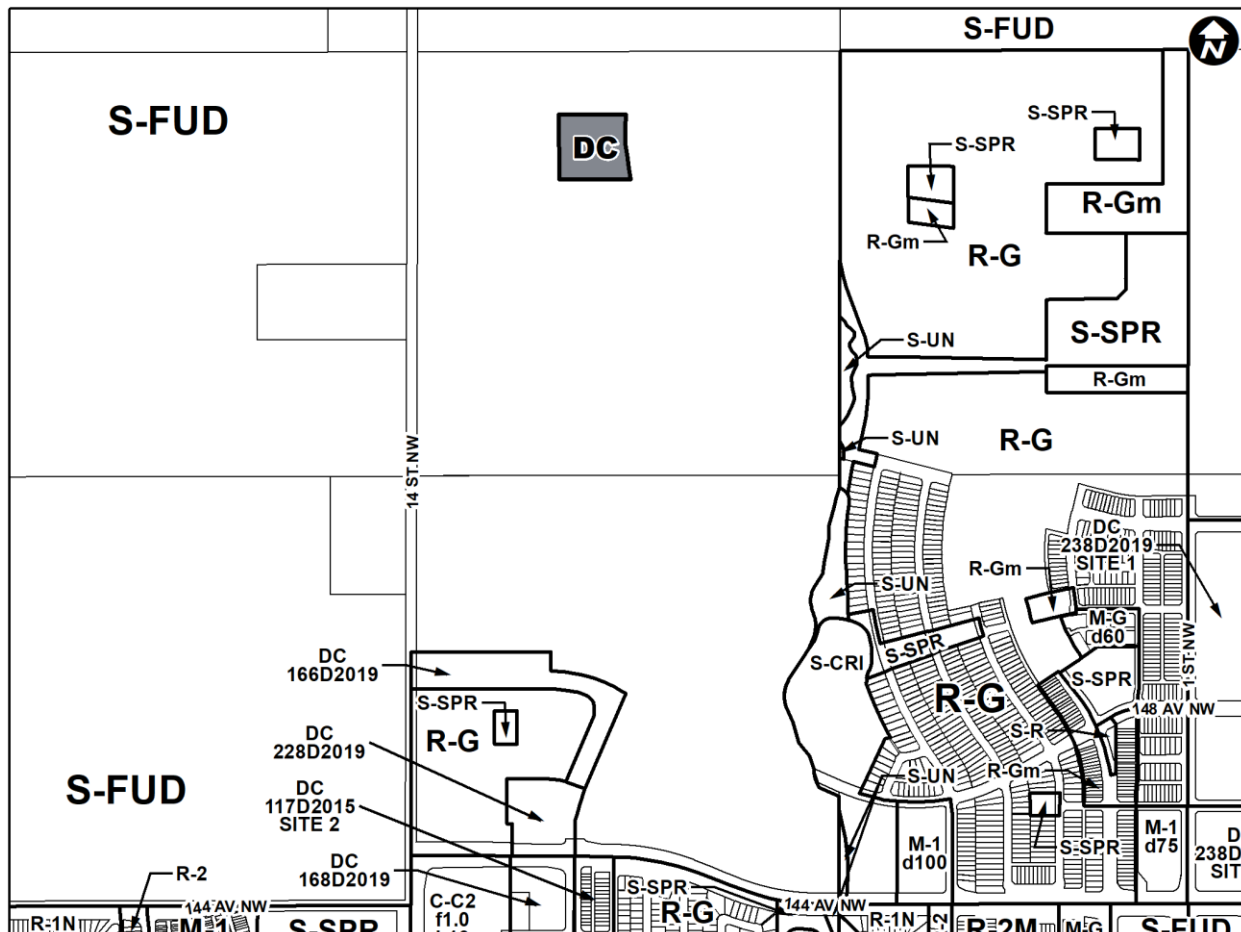 S-FUD
N
S-FUD
DC
S-SPR
S-SPR
R-Gm
R-Gm
R-G
S-SPR
S-UN
R-Gm
S-UN
R-G
14 ST NW
DC
238D2019
SITE 1
R-Gm
S-UN
M-G
d60
S-SPR
S-CRI
1 ST NW
DC
166D2019
S-SPR
R-G
S-SPR
148 AV NW
R-G
S-R
DC
228D2019
S-UN
R-Gm
S-FUD
DC
117D2015
SITE 2
M-1
d100
S-SPR
M-1
d75
238D
SIT
DC
168D2019
R-2
S-SPR
C-C2
f1.0
144 AV NW
144 AV NW
R-G
R-1N
M-1
S-SPR
R-1N
R-2M
M-G
S-FUD